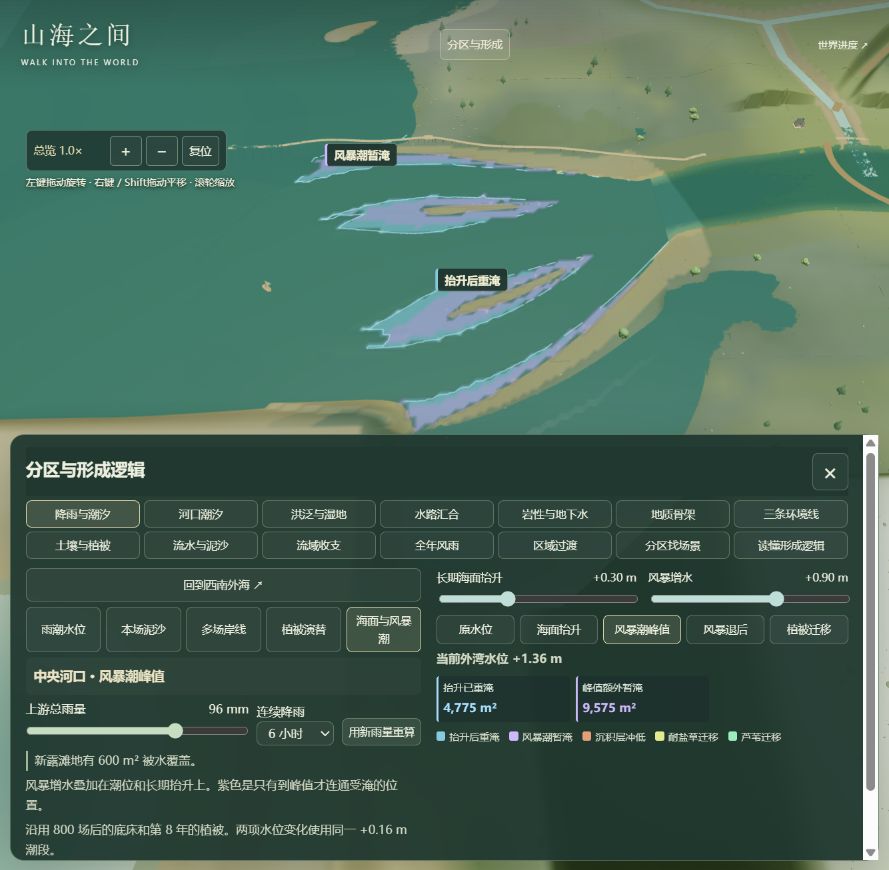 山海之间
WALK INTO THE WORLD
分区与形成
世界进度 ↗
总览 1.0× + − 复位
左键拖动旋转 · 右键 / Shift拖动平移 · 滚轮缩放
风暴潮暂淹
抬升后重淹
分区与形成逻辑 ×
降雨与潮汐 河口潮汐 洪泛与湿地 水路汇合 岩性与地下水 地质骨架 三条环境线
土壤与植被 流水与泥沙 流域收支 全年风雨 区域过渡 分区找场景 读懂形成逻辑
回到西南外海 ↗
雨潮水位 本场泥沙 多场岸线 植被演替 海面与风暴潮
中央河口 · 风暴潮峰值
上游总雨量 96 mm 连续降雨
6 小时 用新雨量重算
新露滩地有 600 m² 被水覆盖。
风暴增水叠加在潮位和长期抬升上。紫色是只有到峰值才连通受淹的位
置。
沿用 800 场后的底床和第 8 年的植被。两项水位变化使用同一 +0.16 m
潮段。
长期海面抬升 +0.30 m 风暴增水 +0.90 m
原水位 海面抬升 风暴潮峰值 风暴退后 植被迁移
当前外湾水位 +1.36 m
抬升已重淹 峰值额外暂淹
4,775 m² 9,575 m²
抬升后重淹 风暴潮暂淹 沉积层冲低 耐盐草迁移 芦苇迁移